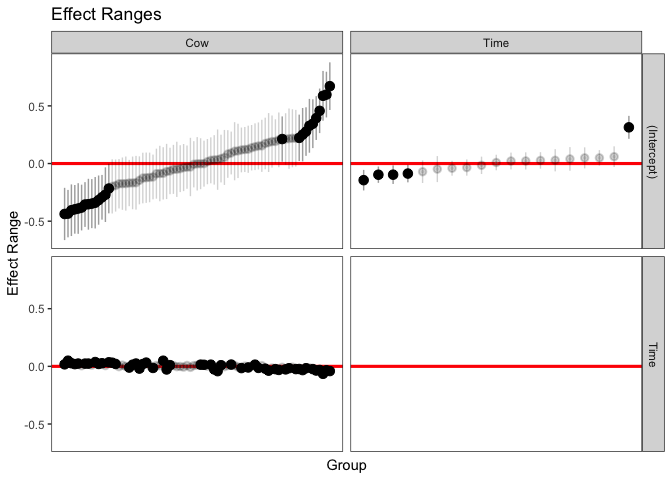 Effect Ranges
Cow
Time
0.5
0.0
-0.5
(Intercept)
0.5
0.0
-0.5
Time
Effect Range
Group